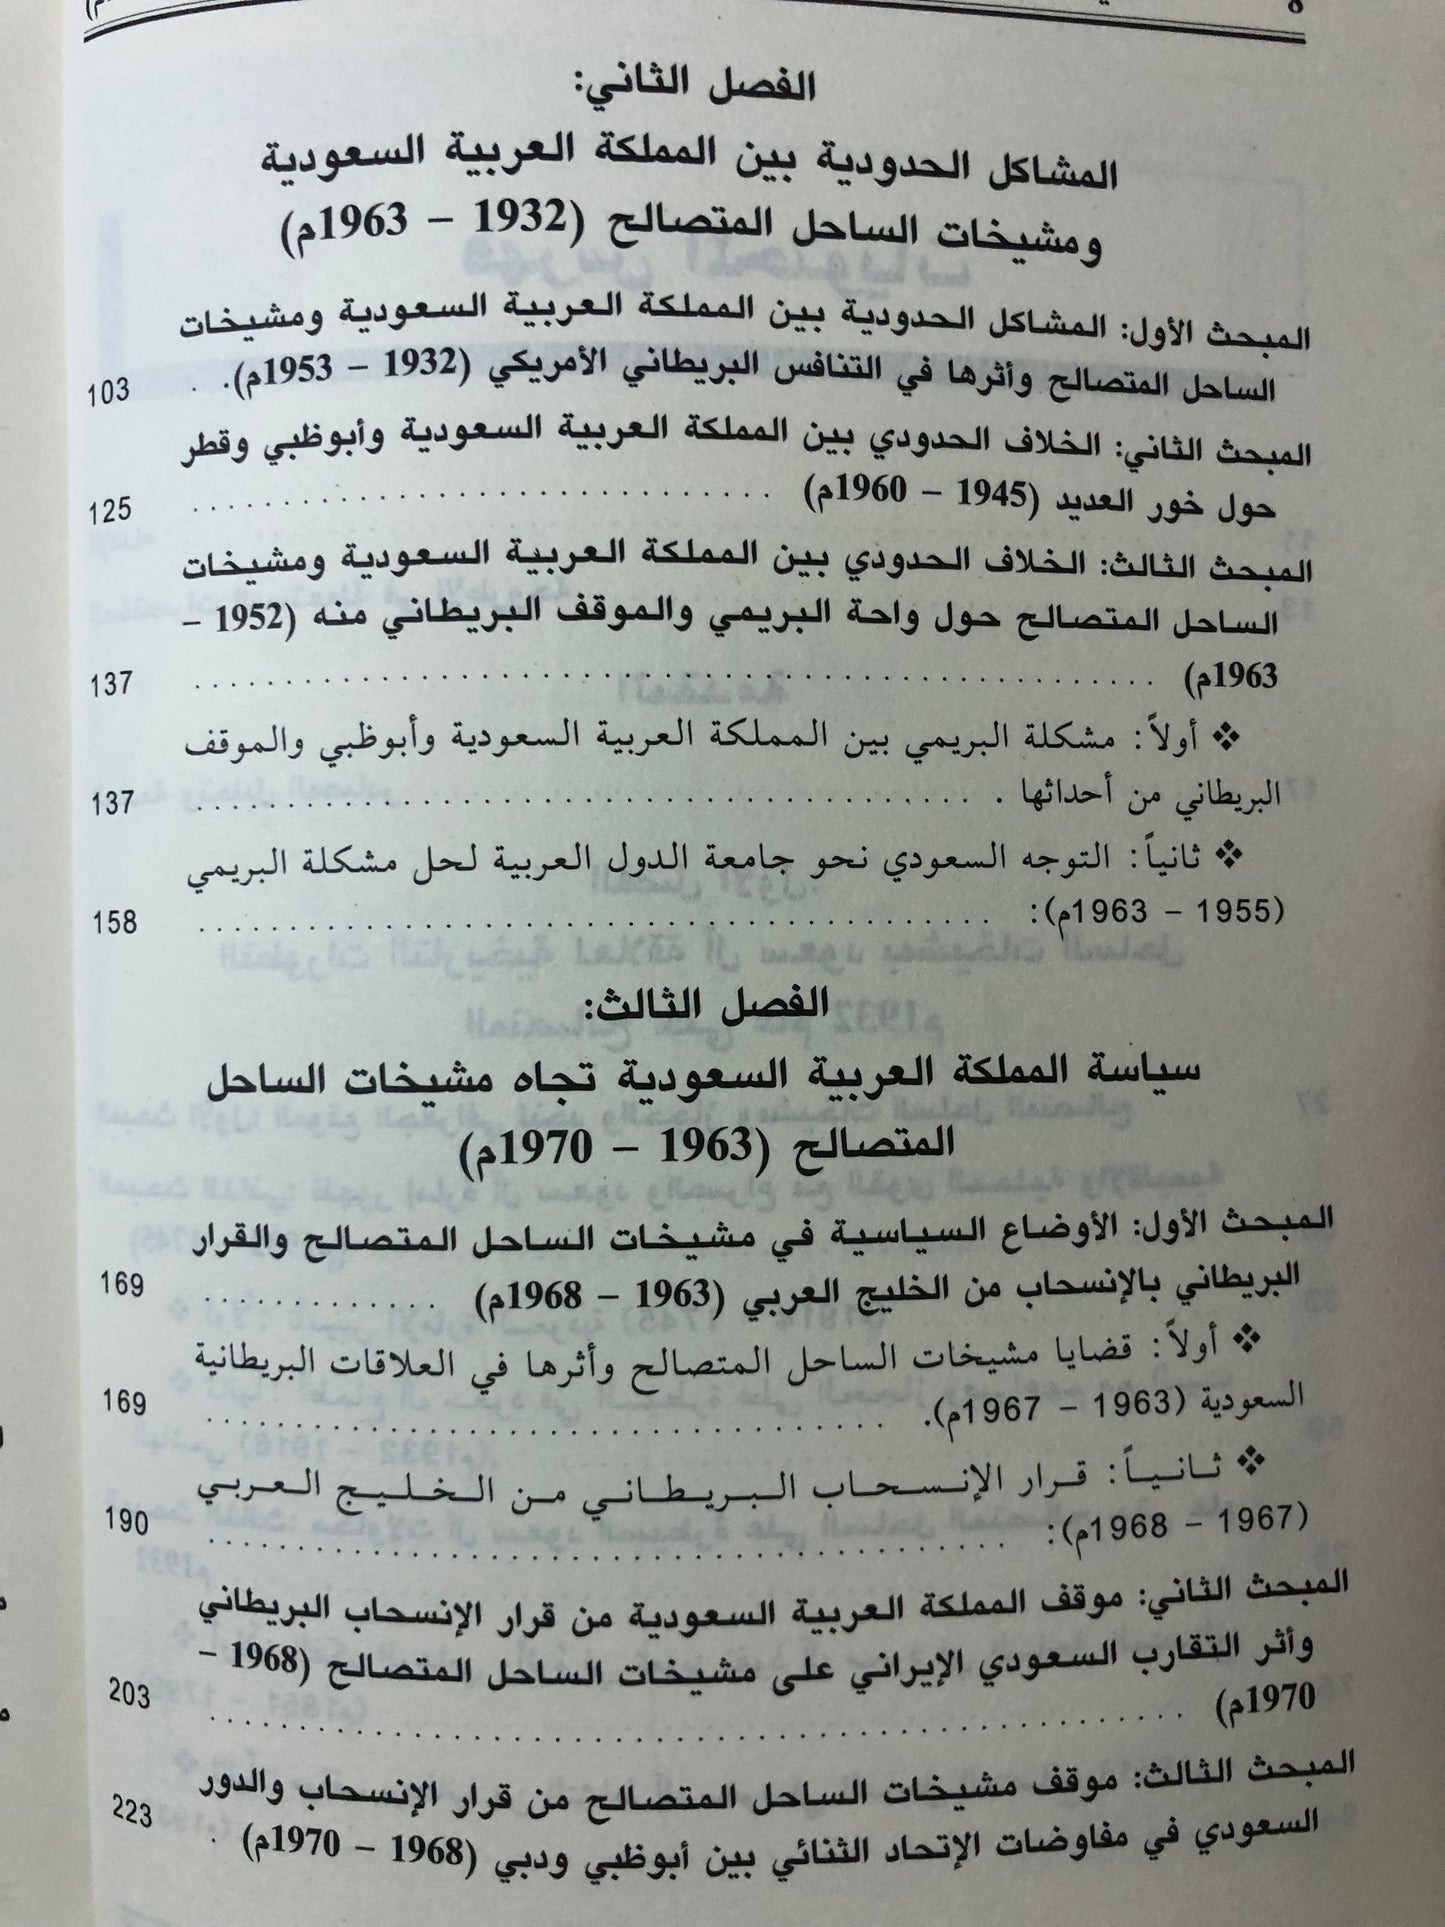 8
الفصل الثاني:
المشاكل الحدودية بين المملكة العربية السعودية
ومشيخات الساحل المتصالح (1932 – 1963م)
المبحث الأول: المشاكل الحدودية بين المملكة العربية السعودية ومشيخات
الساحل المتصالح وأثرها في التنافس البريطاني الأمريكي (1932 – 1953م). . . 103
المبحث الثاني: الخلاف الحدودي بين المملكة العربية السعودية وأبوظبي وقطر
حول خور العديد (1945 – 1960م) . . . . . . . . . . . . . . . . . . . . 125
المبحث الثالث: الخلاف الحدودي بين المملكة العربية السعودية ومشيخات
الساحل المتصالح حول واحة البريمي والموقف البريطاني منه (1952 –
1963م) . . . . . . . . . . . . . . . . . . . . . . . . . . . . . . 137
❖ أولاً: مشكلة البريمي بين المملكة العربية السعودية وأبوظبي والموقف
البريطاني من أحداثها . . . . . . . . . . . . . . . . . . . . . . . . . 137
❖ ثانياً: التوجه السعودي نحو جامعة الدول العربية لحل مشكلة البريمي
(1955 – 1963م): . . . . . . . . . . . . . . . . . . . . . . . . . 158
الفصل الثالث:
سياسة المملكة العربية السعودية تجاه مشيخات الساحل
المتصالح (1963 – 1970م)
المبحث الأول: الأوضاع السياسية في مشيخات الساحل المتصالح والقرار
البريطاني بالإنسحاب من الخليج العربي (1963 – 1968م) . . . . . . . . . 169
❖ أولاً: قضايا مشيخات الساحل المتصالح وأثرها في العلاقات البريطانية
السعودية (1963 – 1967م). . . . . . . . . . . . . . . . . . . . . . 169
❖ ثانياً: قرار الإنسحاب البريطاني من الخليج العربي
(1967 – 1968م): . . . . . . . . . . . . . . . . . . . . . . . . . 190
المبحث الثاني: موقف المملكة العربية السعودية من قرار الإنسحاب البريطاني
وأثر التقارب السعودي الإيراني على مشيخات الساحل المتصالح (1968 –
1970م) . . . . . . . . . . . . . . . . . . . . . . . . . . . . . . 203
المبحث الثالث: موقف مشيخات الساحل المتصالح من قرار الإنسحاب والدور
السعودي في مفاوضات الإتحاد الثنائي بين أبوظبي ودبي (1968 – 1970م) . 223